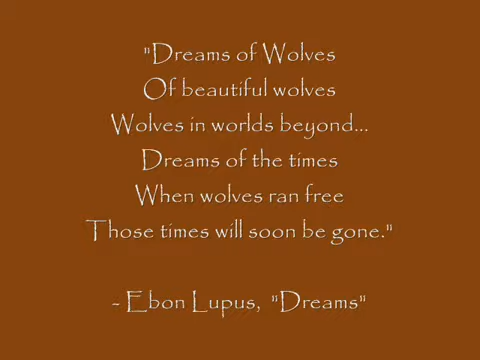 "Dreams of Wolves
Of beautiful wolves
Wolves in worlds beyond...
Dreams of the times
When wolves ran free
Those times will soon be gone."
- Ebon Lupus, "Dreams"